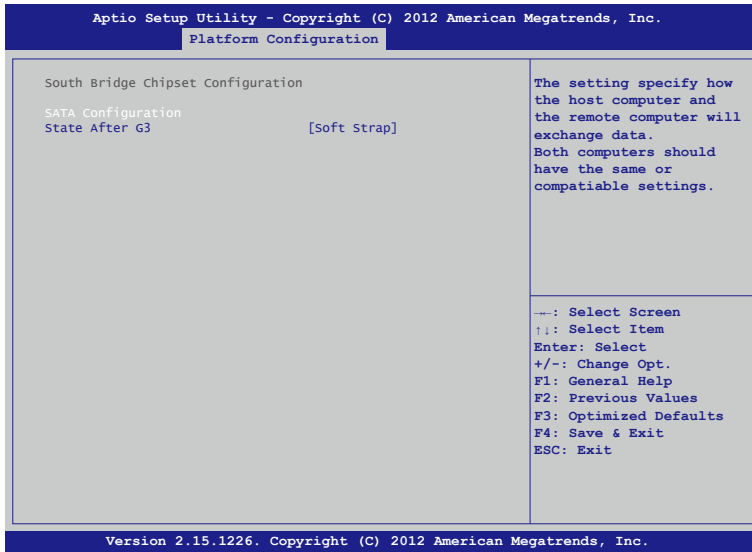 Aptio Setup Utility - Copyright (C) 2012 American Megatrends, Inc.
Platform Configuration
South Bridge Chipset Configuration
SATA Configuration
State After G3 [Soft Strap]
The setting specify how
the host computer and
the remote computer will
exchange data.
Both computers should
have the same or
compatiable settings.
→←: Select Screen
↑↓: Select Item
Enter: Select
+/-: Change Opt.
F1: General Help
F2: Previous Values
F3: Optimized Defaults
F4: Save & Exit
ESC: Exit
Version 2.15.1226. Copyright (C) 2012 American Megatrends, Inc.